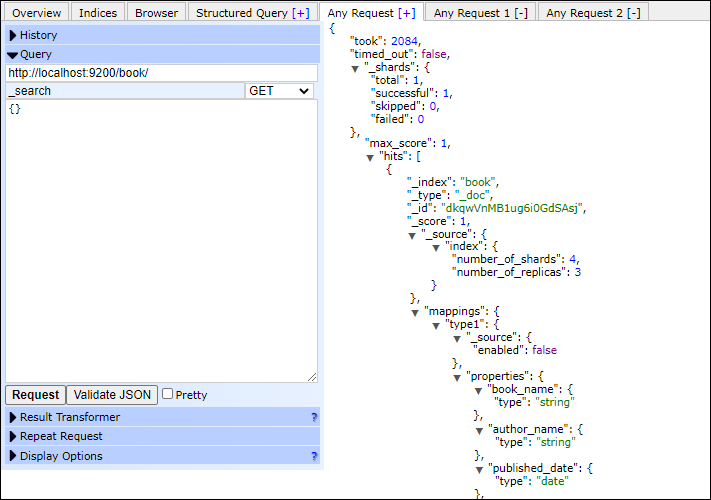 Overview Indices Browser Structured Query [+] Any Request [+] Any Request 1 [-] Any Request 2 [-]
History
Query
http://localhost:9200/book/
_search GET
{}
Request Validate JSON Pretty
Result Transformer ?
Repeat Request
Display Options ?
{
"took": 2084,
"timed_out": false,
"_shards": {
"total": 1,
"successful": 1,
"skipped": 0,
"failed": 0
},
"max_score": 1,
"hits": [
{
"_index": "book",
"_type": "_doc",
"_id": "dkqwVnMB1ug6i0GdSAsj",
"_score": 1,
"_source": {
"index": {
"number_of_shards": 4,
"number_of_replicas": 3
}
},
"mappings": {
"type1": {
"_source": {
"enabled": false
},
"properties": {
"book_name": {
"type": "string"
},
"author_name": {
"type": "string"
},
"published_date": {
"type": "date"
},